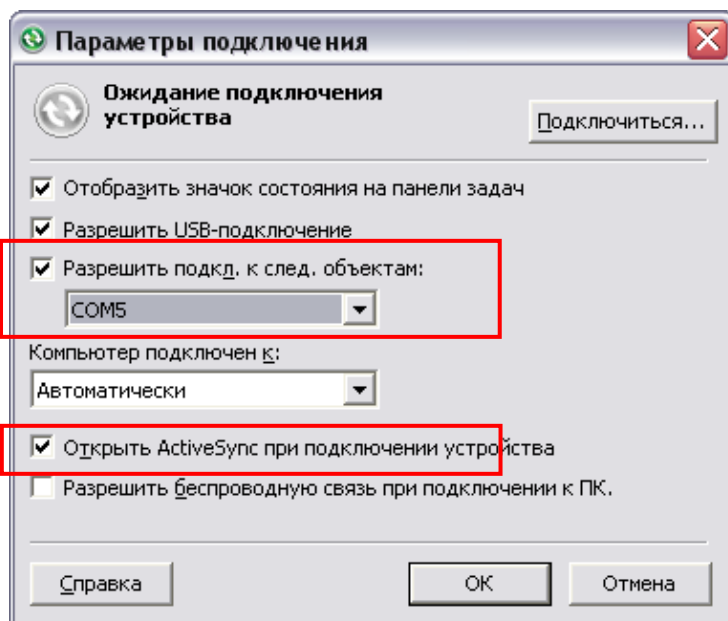 Параметры подключения
Ожидание подключения
устройства
Подключиться...
Отобразить значок состояния на панели задач
Разрешить USB-подключение
Разрешить подкл. к след. объектам:
COM5
Компьютер подключен к:
Автоматически
Открыть ActiveSync при подключении устройства
Разрешить беспроводную связь при подключении к ПК.
Справка
ОК
Отмена